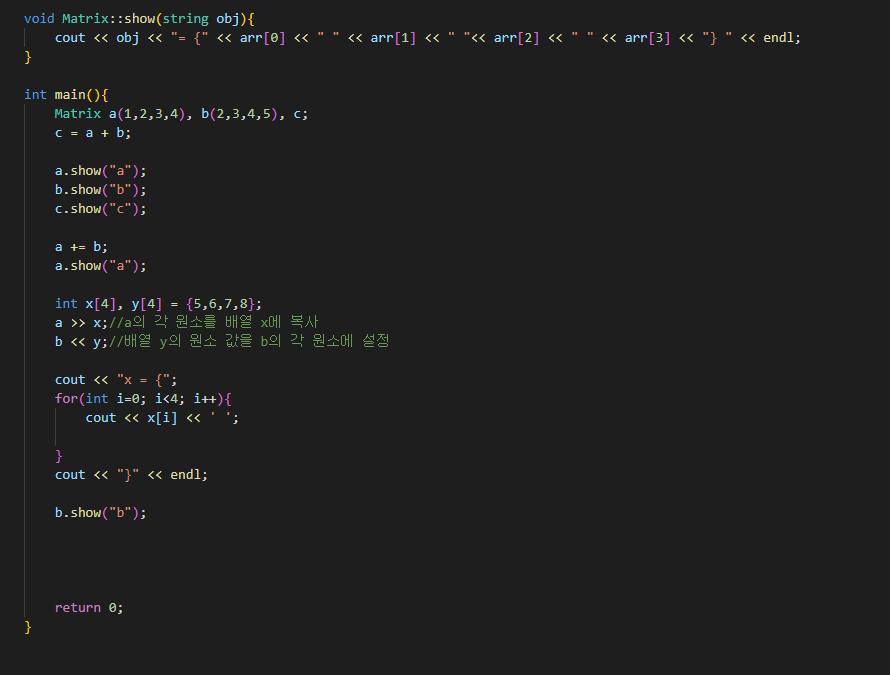 void Matrix::show(string obj){
    cout << obj << "= {" << arr[0] << " " << arr[1] << " "<< arr[2] << " " << arr[3] << "} " << endl;
}
int main(){
    Matrix a(1,2,3,4), b(2,3,4,5), c;
    c = a + b;
    a.show("a");
    b.show("b");
    c.show("c");
    a += b;
    a.show("a");
    int x[4], y[4] = {5,6,7,8};
    a >> x;//a의 각 원소를 배열 x에 복사
    b << y;//배열 y의 원소 값을 b의 각 원소에 설정
    cout << "x = {";
    for(int i=0; i<4; i++){
        cout << x[i] << ' ';
    }
    cout << "}" << endl;
    b.show("b");
    return 0;
}